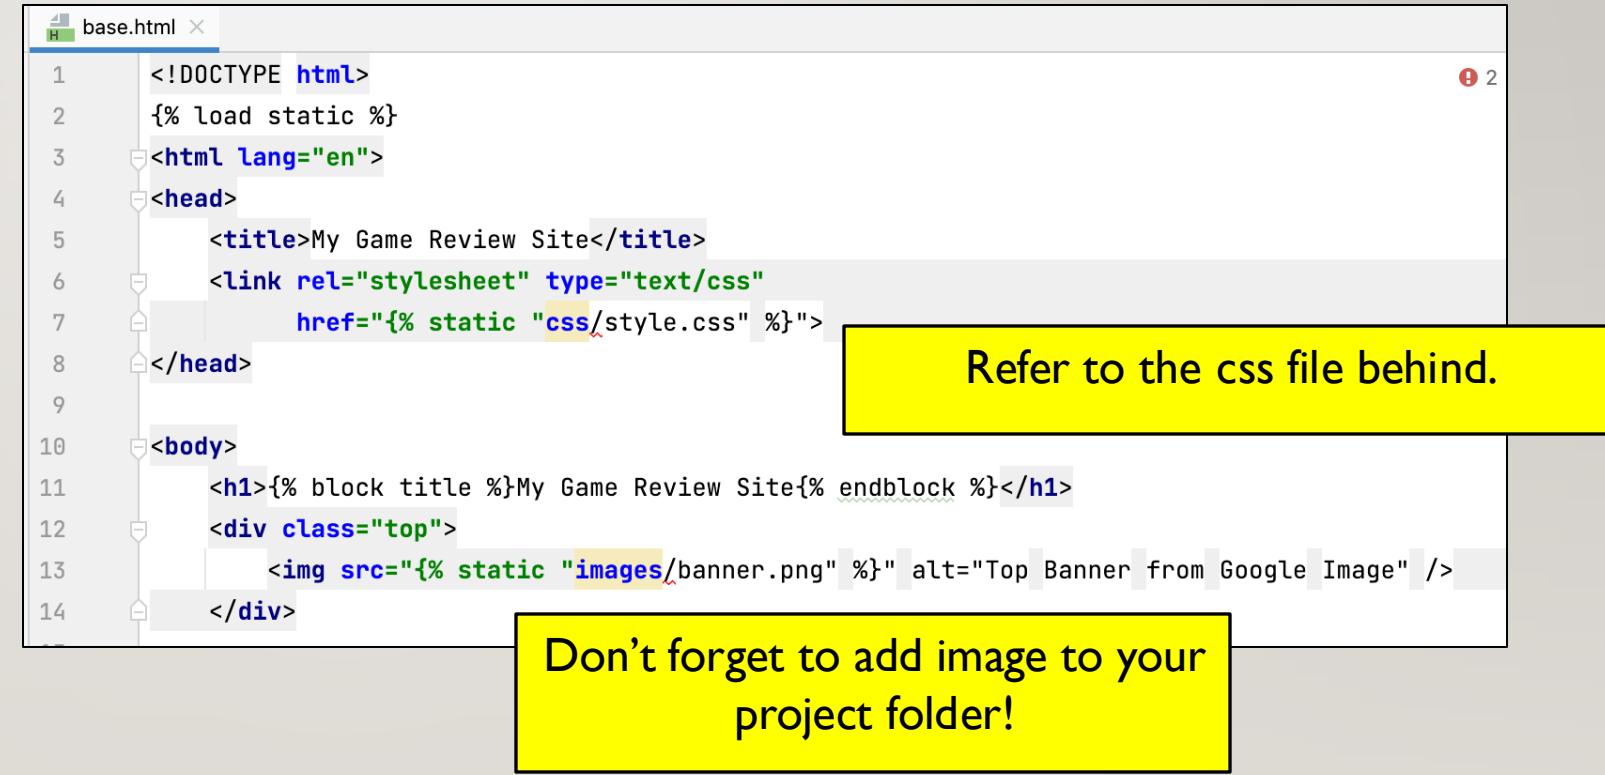 base.html
2
1 <!DOCTYPE html>
2 {% load static %}
3 <html lang="en">
4 <head>
5 <title>My Game Review Site</title>
6 <link rel="stylesheet" type="text/css"
7 href="{% static "css/style.css" %}">
8 </head>
9
10 <body>
11 <h1>{% block title %}My Game Review Site{% endblock %}</h1>
12 <div class="top">
13 <img src="{% static "images/banner.png" %}" alt="Top Banner from Google Image" />
14 </div>
Refer to the css file behind.
Don't forget to add image to your
project folder!